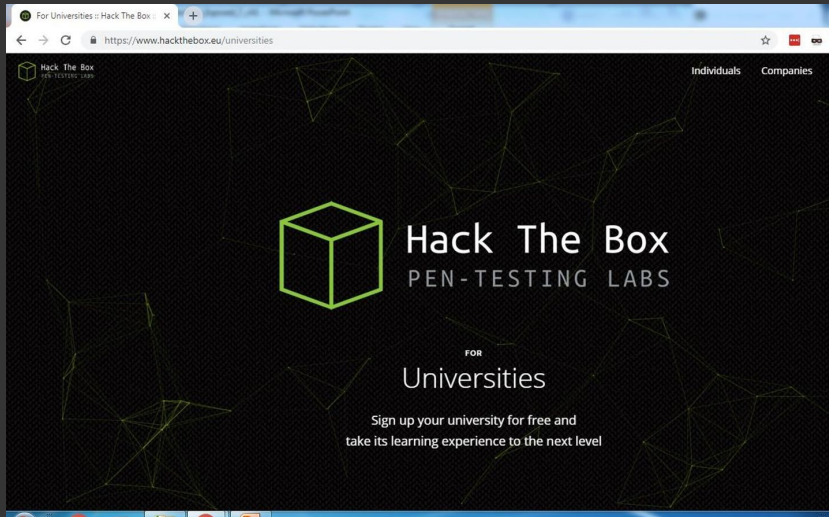 For Universities :: Hack The Box ::
https://www.hackthebox.eu/universities
Hack The Box
PEN-TESTING LABS
Individuals Companies
Hack The Box
PEN-TESTING LABS
FOR
Universities
Sign up your university for free and
take its learning experience to the next level